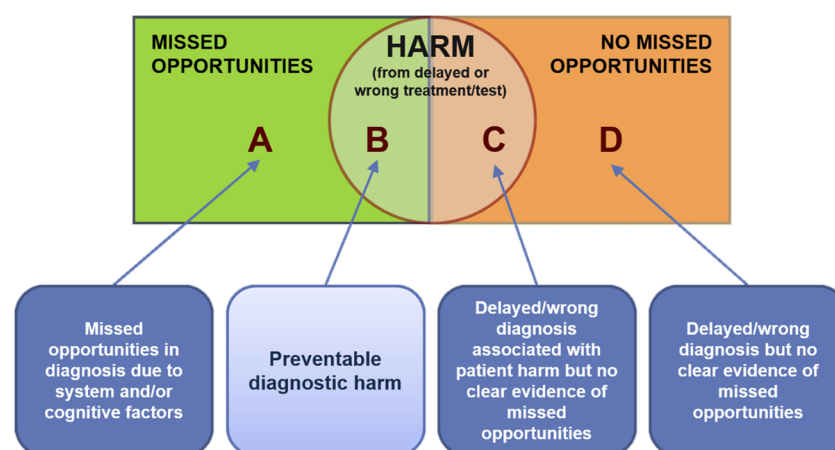 MISSED
OPPORTUNITIES
HARM
(from delayed or
wrong treatment/test)
NO MISSED
OPPORTUNITIES
A
B
C
D
Missed
opportunities in
diagnosis due to
system and/or
cognitive factors
Preventable
diagnostic harm
Delayed/wrong
diagnosis
associated with
patient harm but no
clear evidence of
missed
opportunities
Delayed/wrong
diagnosis but no
clear evidence of
missed
opportunities